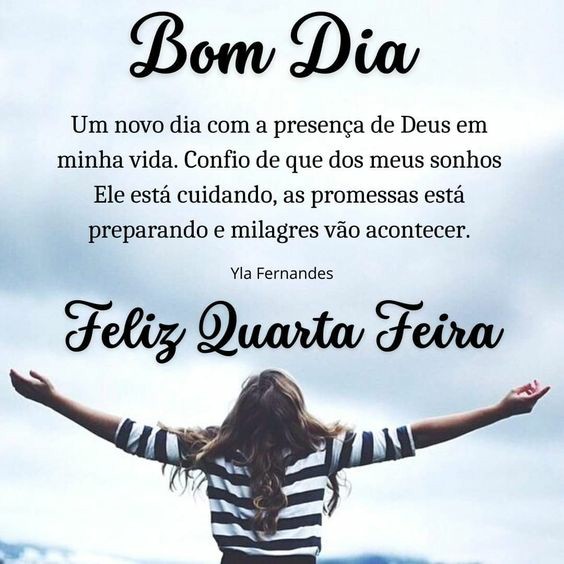 Bom Dia
Um novo dia com a presença de Deus em
minha vida. Confio de que dos meus sonhos
Ele está cuidando, as promessas está
preparando e milagres vão acontecer.
Yla Fernandes
Feliz Quarta Feira